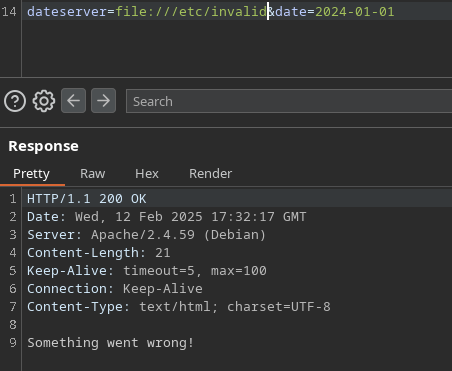 14 dateserver=file:///etc/invalid&date=2024-01-01
Search
Response
Pretty Raw Hex Render
1 HTTP/1.1 200 OK
2 Date: Wed, 12 Feb 2025 17:32:17 GMT
3 Server: Apache/2.4.59 (Debian)
4 Content-Length: 21
5 Keep-Alive: timeout=5, max=100
6 Connection: Keep-Alive
7 Content-Type: text/html; charset=UTF-8
8
9 Something went wrong!